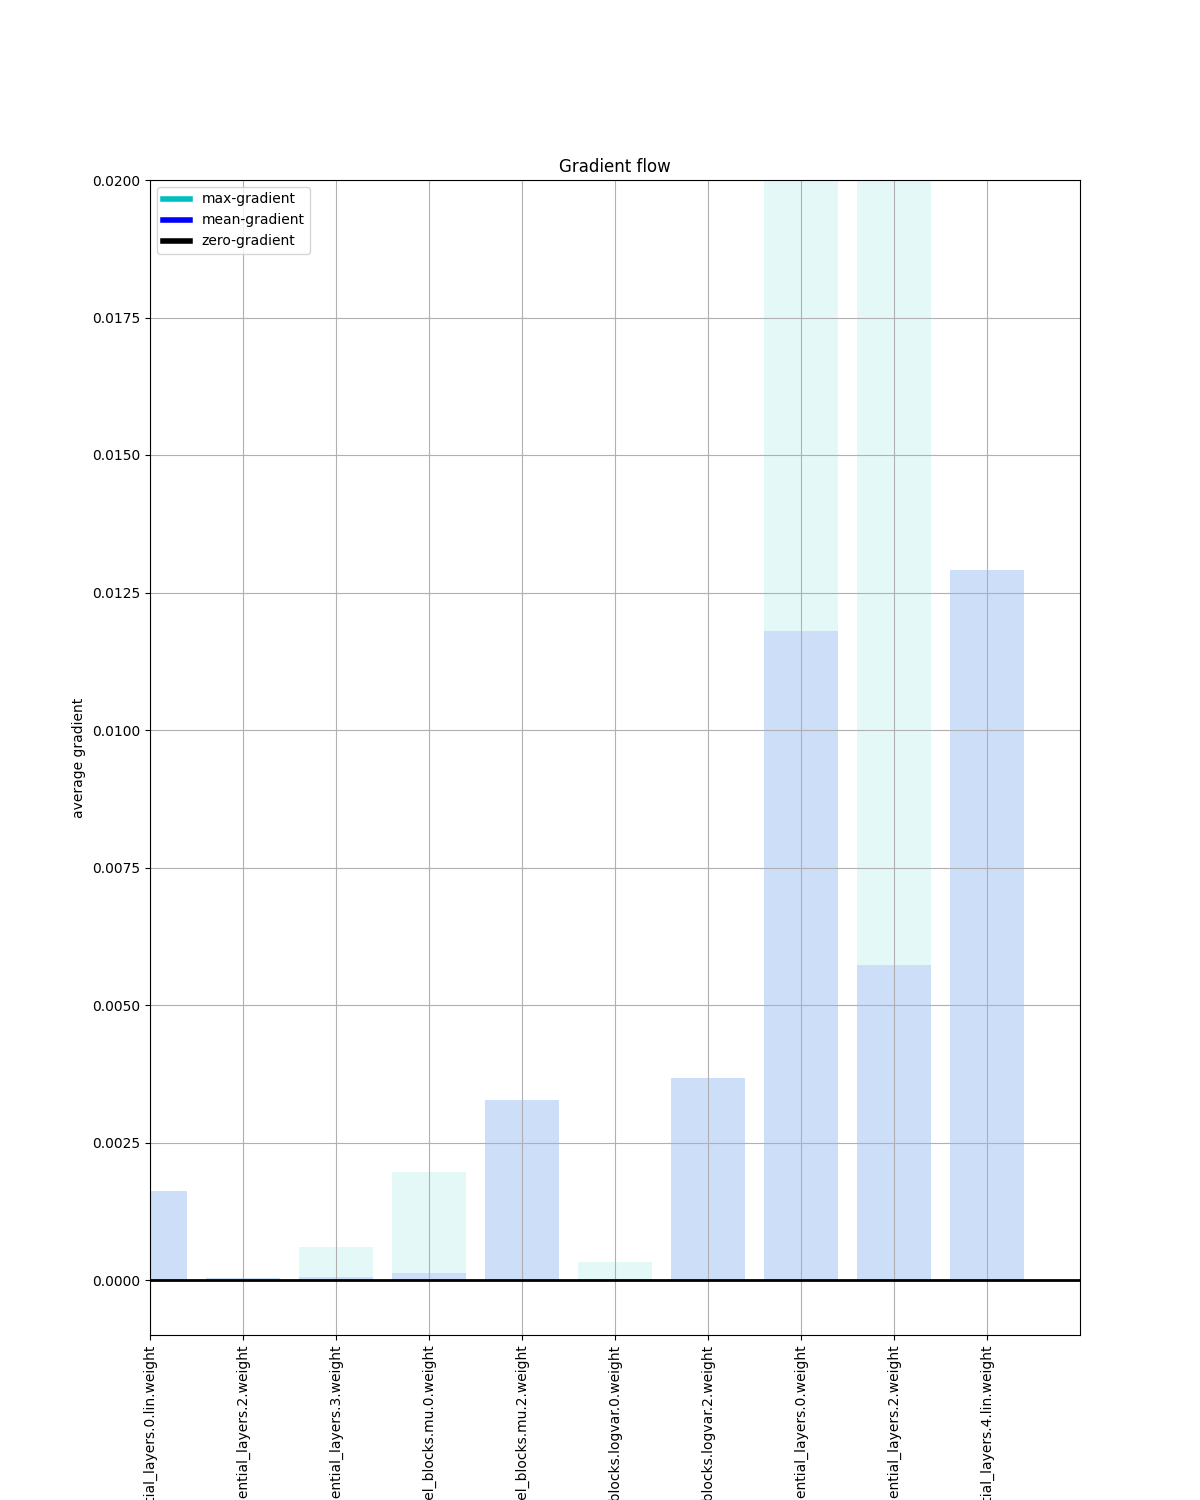 Gradient flow
max-gradient
mean-gradient
zero-gradient
0.0200
0.0175
0.0150
0.0125
0.0100
0.0075
0.0050
0.0025
0.0000
average gradient
tial_layers.0.lin.weight
ential_layers.2.weight
ential_layers.3.weight
el_blocks.mu.0.weight
el_blocks.mu.2.weight
blocks.logvar.0.weight
blocks.logvar.2.weight
ential_layers.0.weight
ential_layers.2.weight
tial_layers.4.lin.weight